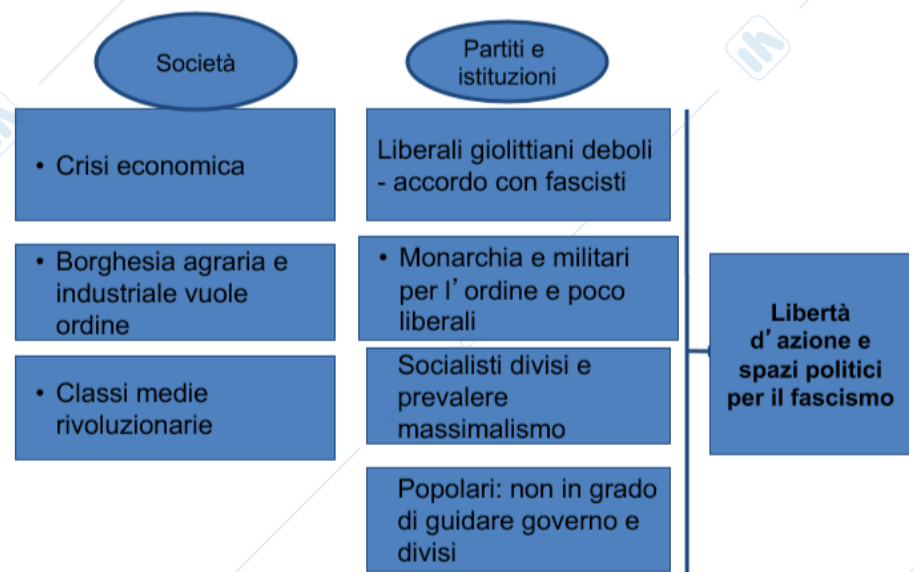 Società
Partiti e
istituzioni
• Crisi economica
Liberali giolittiani deboli
- accordo con fascisti
• Borghesia agraria e
industriale vuole
ordine
• Monarchia e militari
per l’ordine e poco
liberali
• Classi medie
rivoluzionarie
Socialisti divisi e
prevalere
massimalismo
Popolari: non in grado
di guidare governo e
divisi
Libertà
d’azione e
spazi politici
per il fascismo